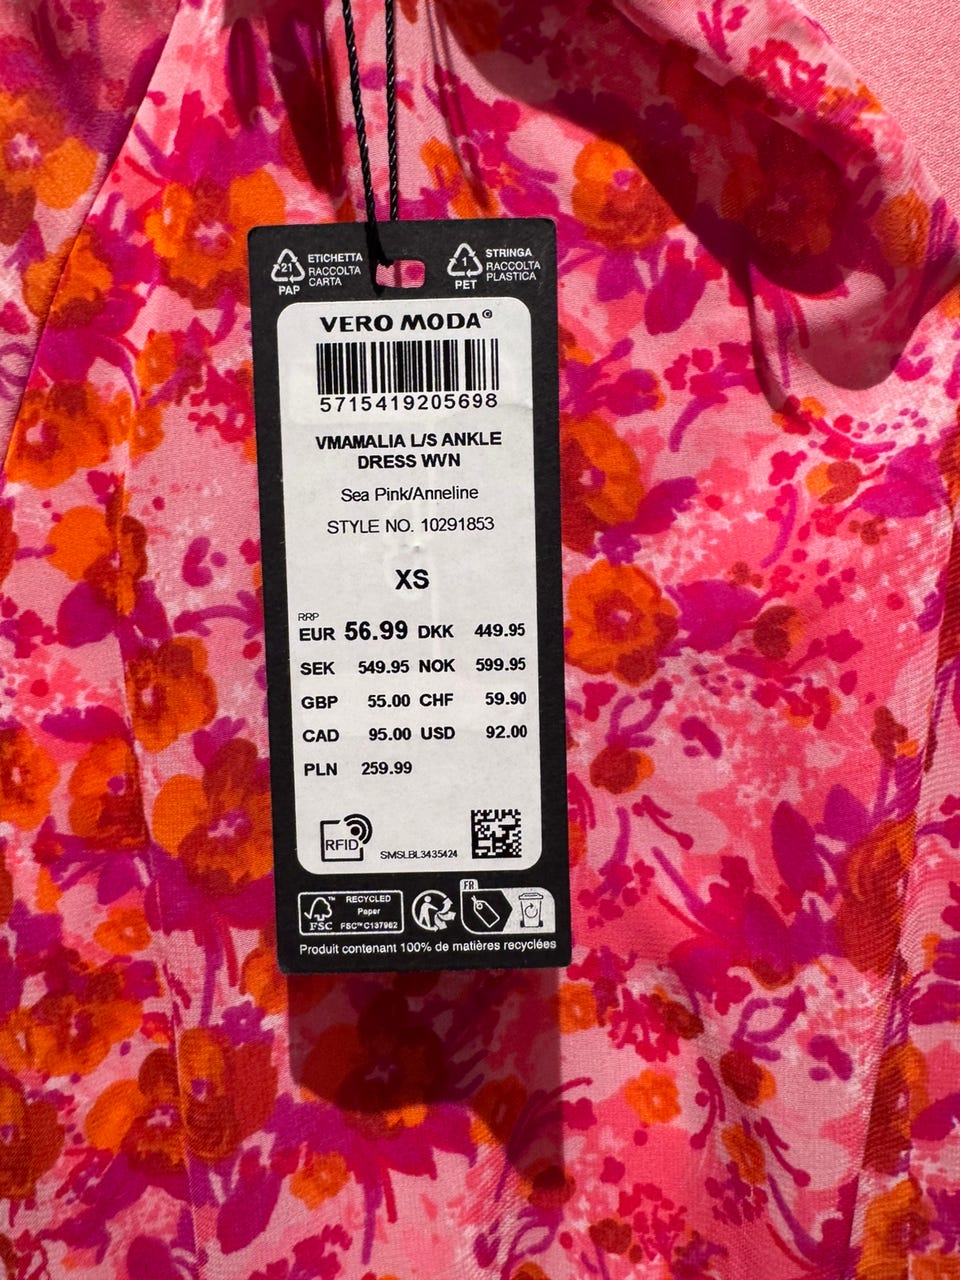 ETICHETTA
RACCOLTA
CARTA
21
PAP
STRINGA
RACCOLTA
PLASTICA
1
PET
VERO MODA®
5715419205698
VMAMALIA L/S ANKLE
DRESS WVN
Sea Pink/Anneline
STYLE NO. 10291853
XS
RRP
EUR 56.99 DKK 449.95
SEK 549.95 NOK 599.95
GBP 55.00 CHF 59.90
CAD 95.00 USD 92.00
PLN 259.99
RFID
SMSLBL3435424
FSC™
RECYCLED
Paper
FSC™ C137982
FR
Produit contenant 100% de matières recyclées